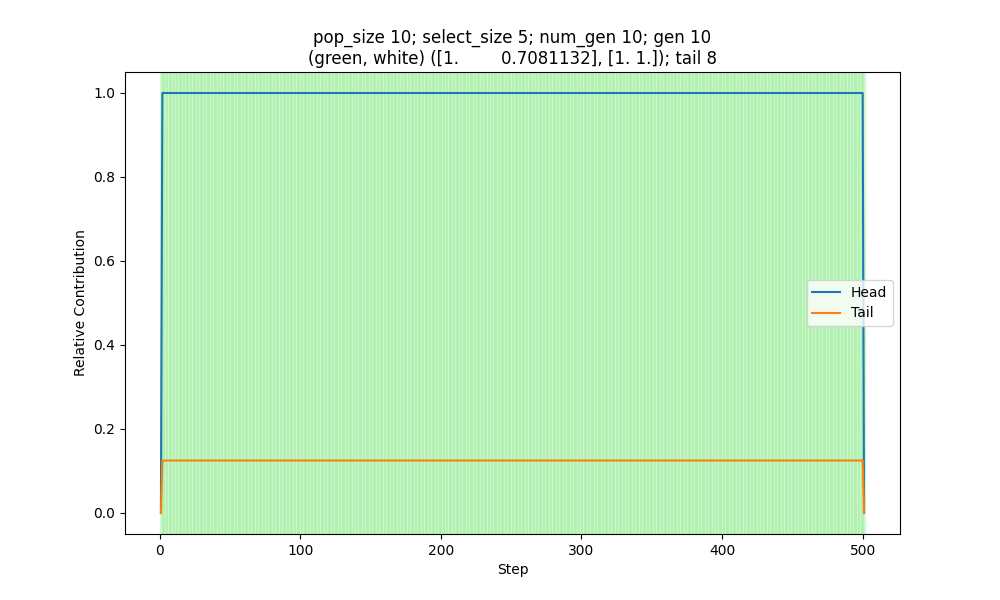 pop_size 10; select_size 5; num_gen 10; gen 10
(green, white) ([1.        0.7081132], [1. 1.]); tail 8
1.0
0.8
0.6
0.4
0.2
0.0
Relative Contribution
Head
Tail
0
100
200
300
400
500
Step